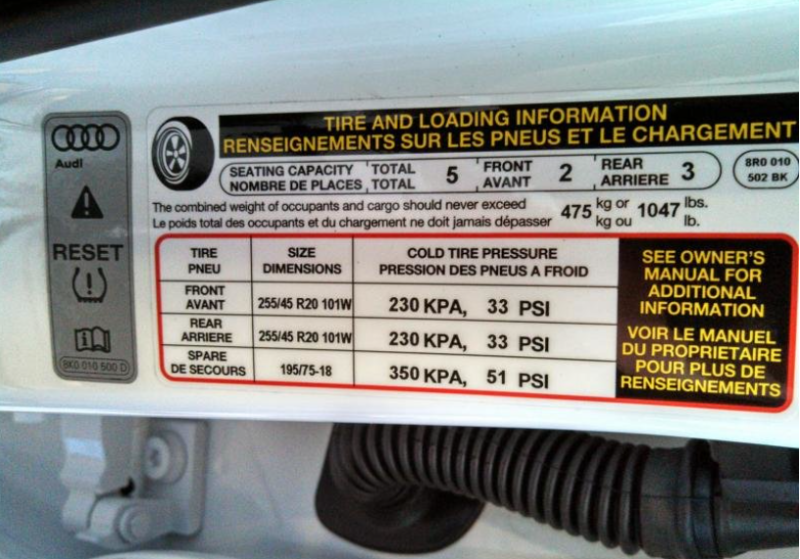 Audi
RESET
8K0 010 500 D
TIRE AND LOADING INFORMATION
RENSEIGNEMENTS SUR LES PNEUS ET LE CHARGEMENT
SEATING CAPACITY TOTAL 5 FRONT 2 REAR 3
NOMBRE DE PLACES TOTAL AVANT ARRIERE
8R0 010
502 BK
The combined weight of occupants and cargo should never exceed 475 kg or 1047 lbs.
Le poids total des occupants et du chargement ne doit jamais dépasser kg ou lb.
TIRE SIZE COLD TIRE PRESSURE
PNEU DIMENSIONS PRESSION DES PNEUS A FROID
FRONT
AVANT 255/45 R20 101W 230 KPA, 33 PSI
REAR
ARRIERE 255/45 R20 101W 230 KPA, 33 PSI
SPARE
DE SECOURS 195/75-18 350 KPA, 51 PSI
SEE OWNER'S
MANUAL FOR
ADDITIONAL
INFORMATION
VOIR LE MANUEL
DU PROPRIETAIRE
POUR PLUS DE
RENSEIGNEMENTS